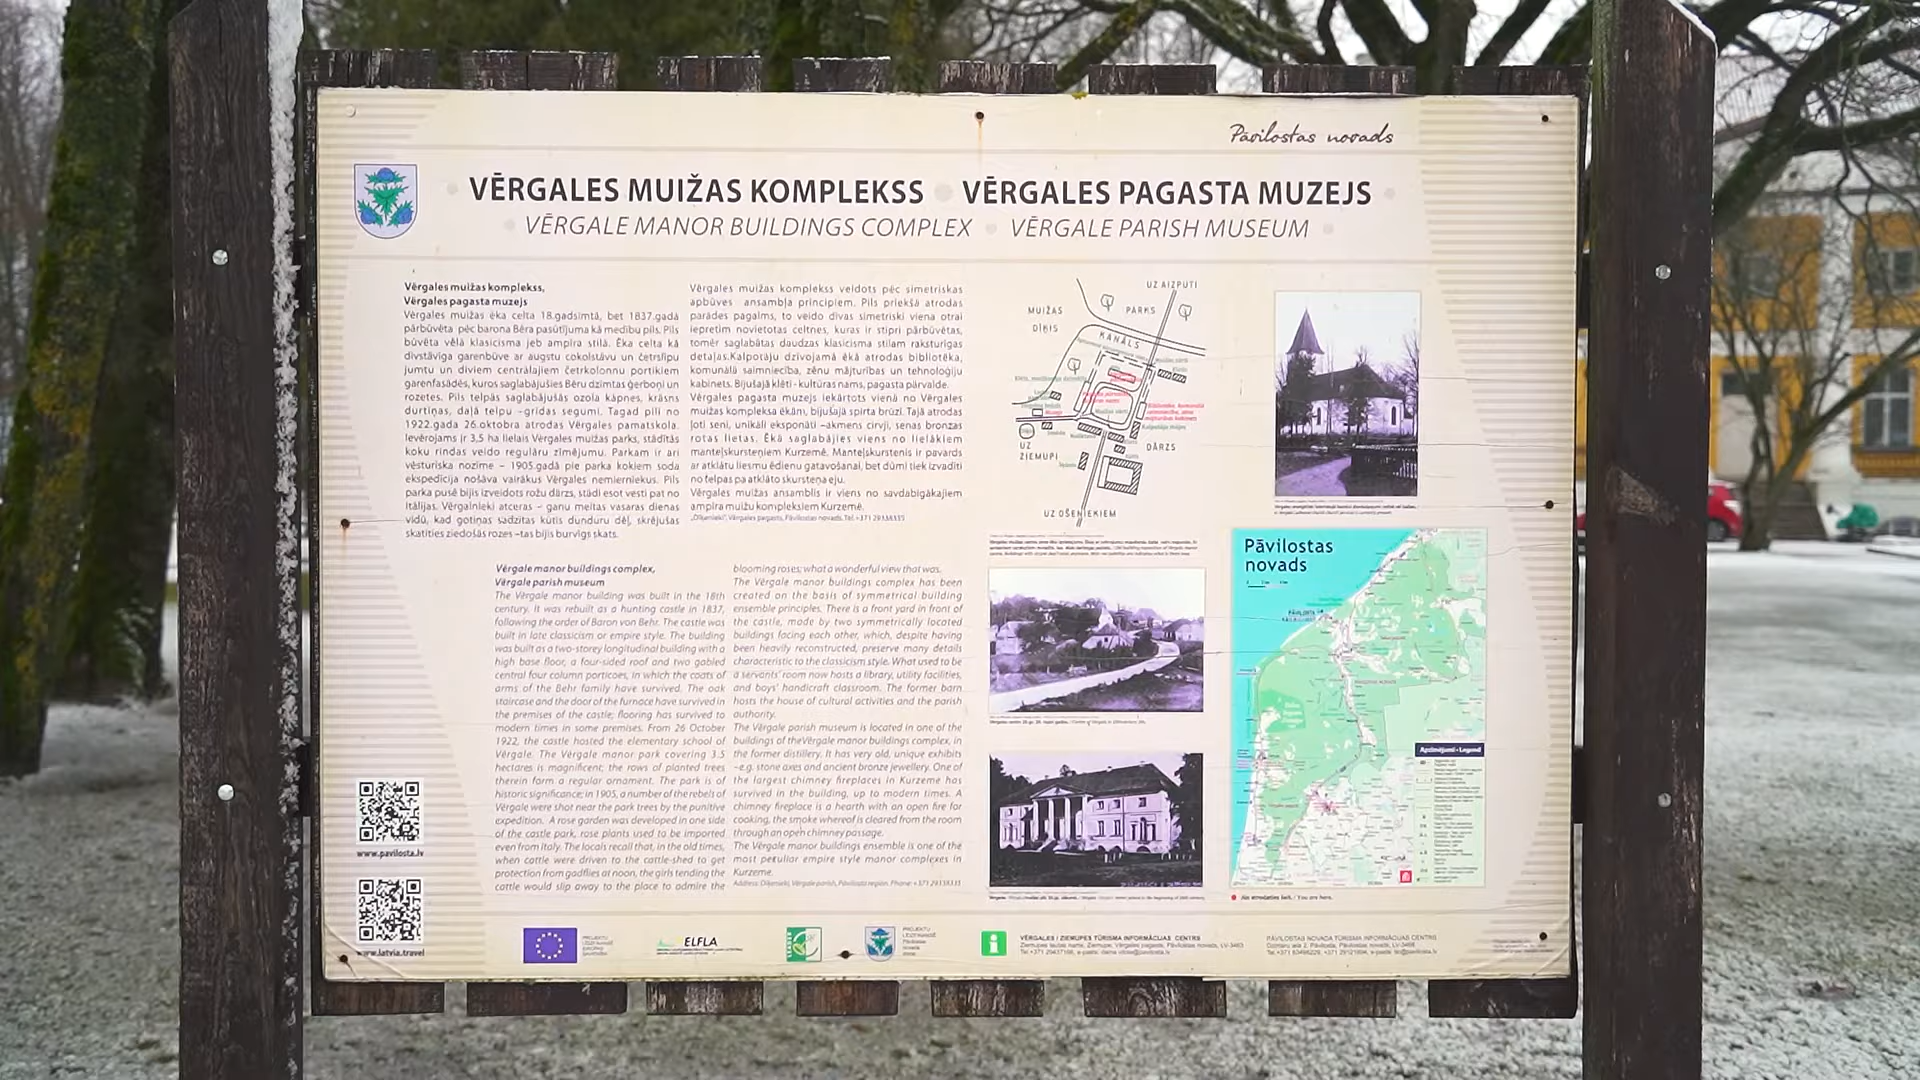 Pāvilostas novads
VĒRGALES MUIŽAS KOMPLEKSS VĒRGALES PAGASTA MUZEJS
VĒRGALE MANOR BUILDINGS COMPLEX VĒRGALE PARISH MUSEUM
Vērgales muižas komplekss,
Vērgales pagasta muzejs
Vērgales muižas ēka celta 18.gadsimtā, bet 1837.gadā
pārbūvēta pēc barona Bēra pasūtījuma kā medību pils. Pils
būvēta vēlā klasicisma jeb ampīra stilā. Ēka celta kā
divstāvīga garenbūve ar augstu cokolstāvu un četrslīpu
jumtu un diviem centrālajiem četrkolonnu portikiem
garenfasādēs, kuros saglabājušies Bēru dzimtas ģerboņi un
rozetes. Pils telpās saglabājušās ozola kāpnes, krāsns
durtiņas, daļā telpu –grīdas segumi. Tagad pilī no
1922.gada 26.oktobra atrodas Vērgales pamatskola.
Ievērojams ir 3,5 ha lielais Vērgales muižas parks, stādītās
koku rindas veido regulāru zīmējumu. Parkam ir arī
vēsturiska nozīme – 1905.gadā pie parka kokiem soda
ekspedīcija nošāva vairākus Vērgales nemierniekus. Pils
parka pusē bijis izveidots rožu dārzs, stādi esot vesti pat no
Itālijas. Vērgalnieki atceras – ganu meitas vasaras dienas
vidū, kad gotiņas sadzītas kūtīs dunduru dēļ, skrējušas
skatīties ziedošās rozes –tas bijis burvīgs skats.
Vērgales muižas komplekss veidots pēc simetriskas
apbūves ansambļa principiem. Pils priekšā atrodas
parādes pagalms, to veido divas simetriski viena otrai
iepretim novietotas celtnes, kuras ir stipri pārbūvētas,
tomēr saglabātas daudzas klasicisma stilam raksturīgas
detaļas.Kalpotāju dzīvojamā ēkā atrodas bibliotēka,
komunālā saimniecība, zēnu mājturības un tehnoloģiju
kabinets. Bijušajā klētī - kultūras nams, pagasta pārvalde.
Vērgales pagasta muzejs iekārtots vienā no Vērgales
muižas kompleksa ēkām, bijušajā spirta brūzī. Tajā atrodas
ļoti seni, unikāli eksponāti –akmens cirvji, senas bronzas
rotas lietas. Ēkā saglabājies viens no lielākiem
manteļskursteņiem Kurzemē. Manteļskurstenis ir pavards
ar atklātu liesmu ēdienu gatavošanai, bet dūmi tiek izvadīti
no telpas pa atklāto skursteņa eju.
Vērgales muižas ansamblis ir viens no savdabīgākajiem
ampīra muižu kompleksiem Kurzemē.
„Dīķenieki”, Vērgales pagasts, Pāvilostas novads. Tel.+371 29338335
Vērgale manor buildings complex,
Vērgale parish museum
The Vērgale manor building was built in the 18th
century. It was rebuilt as a hunting castle in 1837,
following the order of Baron von Behr. The castle was
built in late classicism or empire style. The building
was built as a two-storey longitudinal building with a
high base floor, a four-sided roof and two gabled
central four column porticoes, in which the coats of
arms of the Behr family have survived. The oak
staircase and the door of the furnace have survived in
the premises of the castle; flooring has survived to
modern times in some premises. From 26 October
1922, the castle hosted the elementary school of
Vērgale. The Vērgale manor park covering 3.5
hectares is magnificent; the rows of planted trees
therein form a regular ornament. The park is of
historic significance; in 1905, a number of the rebels of
Vērgale were shot near the park trees by the punitive
expedition. A rose garden was developed in one side
of the castle park, rose plants used to be imported
even from Italy. The locals recall that, in the old times,
when cattle were driven to the cattle-shed to get
protection from gadflies at noon, the girls tending the
cattle would slip away to the place to admire the
blooming roses; what a wonderful view that was.
The Vērgale manor buildings complex has been
created on the basis of symmetrical building
ensemble principles. There is a front yard in front of
the castle, made by two symmetrically located
buildings facing each other, which, despite having
been heavily reconstructed, preserve many details
characteristic to the classicism style. What used to be
a servants' room now hosts a library, utility facilities,
and boys' handicraft classroom. The former barn
hosts the house of cultural activities and the parish
authority.
The Vērgale parish museum is located in one of the
buildings of theVērgale manor buildings complex, in
the former distillery. It has very old, unique exhibits
–e.g. stone axes and ancient bronze jewellery. One of
the largest chimney fireplaces in Kurzeme has
survived in the building, up to modern times. A
chimney fireplace is a hearth with an open fire for
cooking, the smoke whereof is cleared from the room
through an open chimney passage.
The Vērgale manor buildings ensemble is one of the
most peculiar empire style manor complexes in
Kurzeme.
UZ AIZPUTI
MUIŽAS
DĪĶIS
PARKS
KANĀLS
UZ
ZIEMUPI
DĀRZS
UZ OŠENIEKIEM
Pāvilostas
novads
Apzīmējumi - Legend
Jūs atrodaties šeit. / You are here.
www.pavilosta.lv
www.latvia.travel
ELFLA
VĒRGALES / ZIEMUPES TŪRISMA INFORMĀCIJAS CENTRS
PĀVILOSTAS NOVADA TŪRISMA INFORMĀCIJAS CENTRS